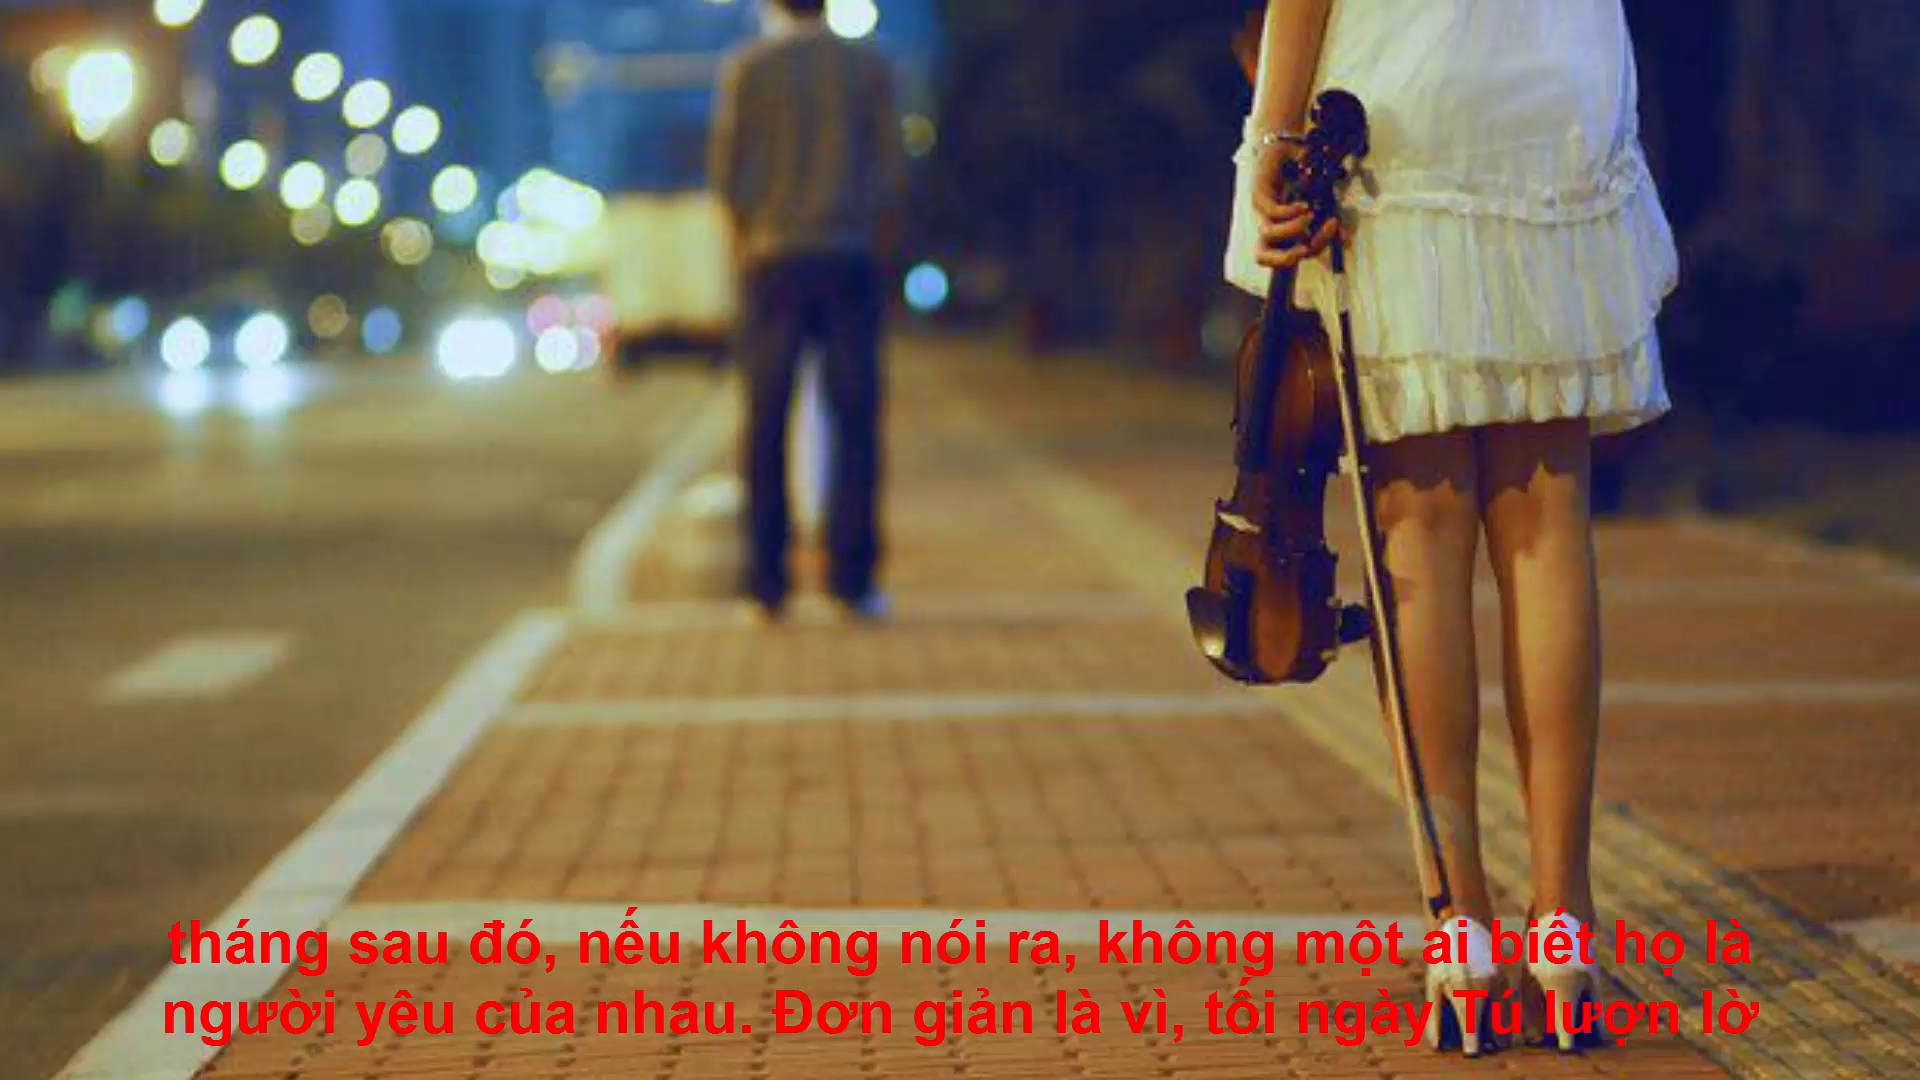 tháng sau đó, nếu không nói ra, không một ai biết họ là
người yêu của nhau. Đơn giản là vì, tối ngày Tú lượn lờ